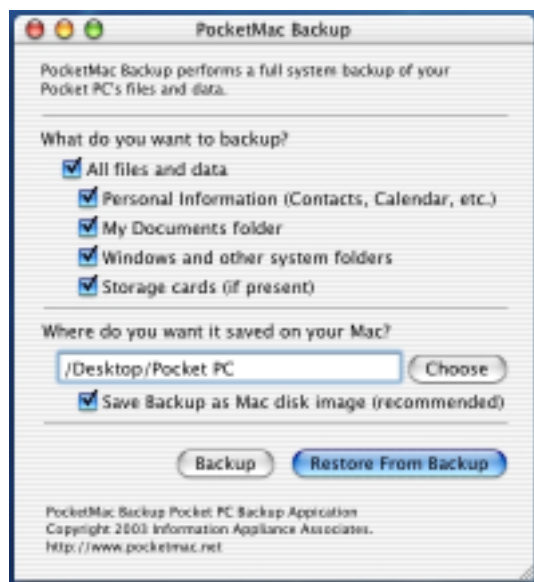 PocketMac Backup
PocketMac Backup performs a full system backup of your
Pocket PC's files and data.
What do you want to backup?
All files and data
Personal Information (Contacts, Calendar, etc.)
My Documents folder
Windows and other system folders
Storage cards (if present)
Where do you want it saved on your Mac?
/Desktop/Pocket PC
Choose
Save Backup as Mac disk image (recommended)
Backup
Restore From Backup
PocketMac Backup Pocket PC Backup Appication
Copyright 2003 Information Appliance Associates.
http://www.pocketmac.net